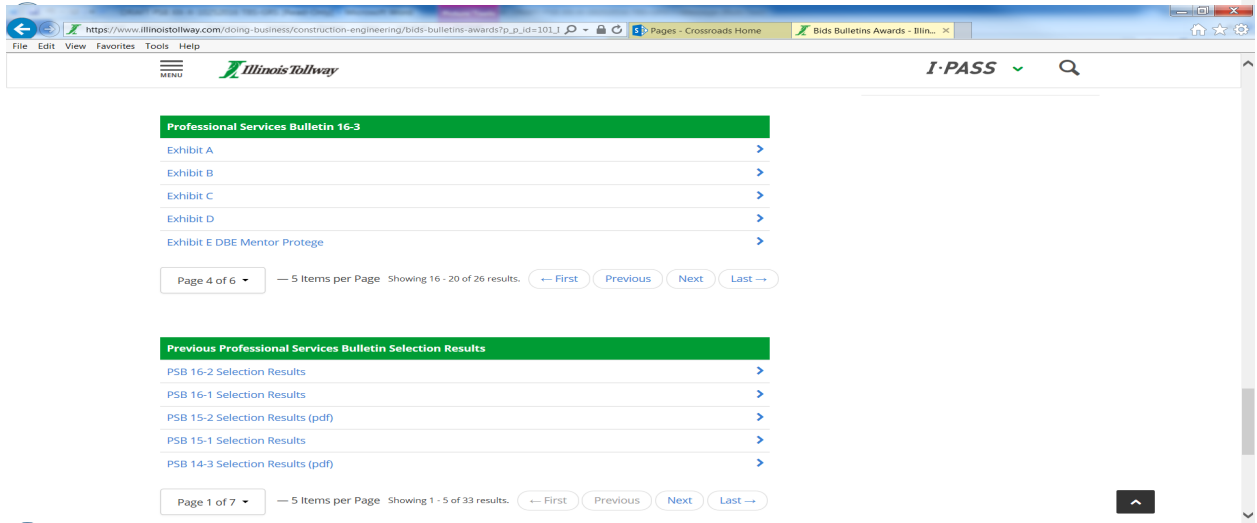 https://www.illinoistollway.com/doing-business/construction-engineering/bids-bulletins-awards?p_p_id=101_I
Pages - Crossroads Home
Bids Bulletins Awards - Illin...
File Edit View Favorites Tools Help
MENU
Illinois Tollway
I·PASS
Professional Services Bulletin 16-3
Exhibit A
Exhibit B
Exhibit C
Exhibit D
Exhibit E DBE Mentor Protege
Page 4 of 6 — 5 Items per Page Showing 16 - 20 of 26 results. ← First Previous Next Last →
Previous Professional Services Bulletin Selection Results
PSB 16-2 Selection Results
PSB 16-1 Selection Results
PSB 15-2 Selection Results (pdf)
PSB 15-1 Selection Results
PSB 14-3 Selection Results (pdf)
Page 1 of 7 — 5 Items per Page Showing 1 - 5 of 33 results. ← First Previous Next Last →